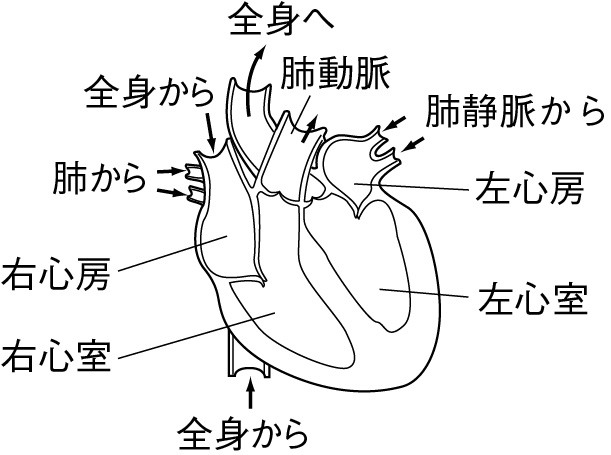 全身へ
肺動脈
全身から
肺静脈から
肺から
左心房
右心房
左心室
右心室
全身から